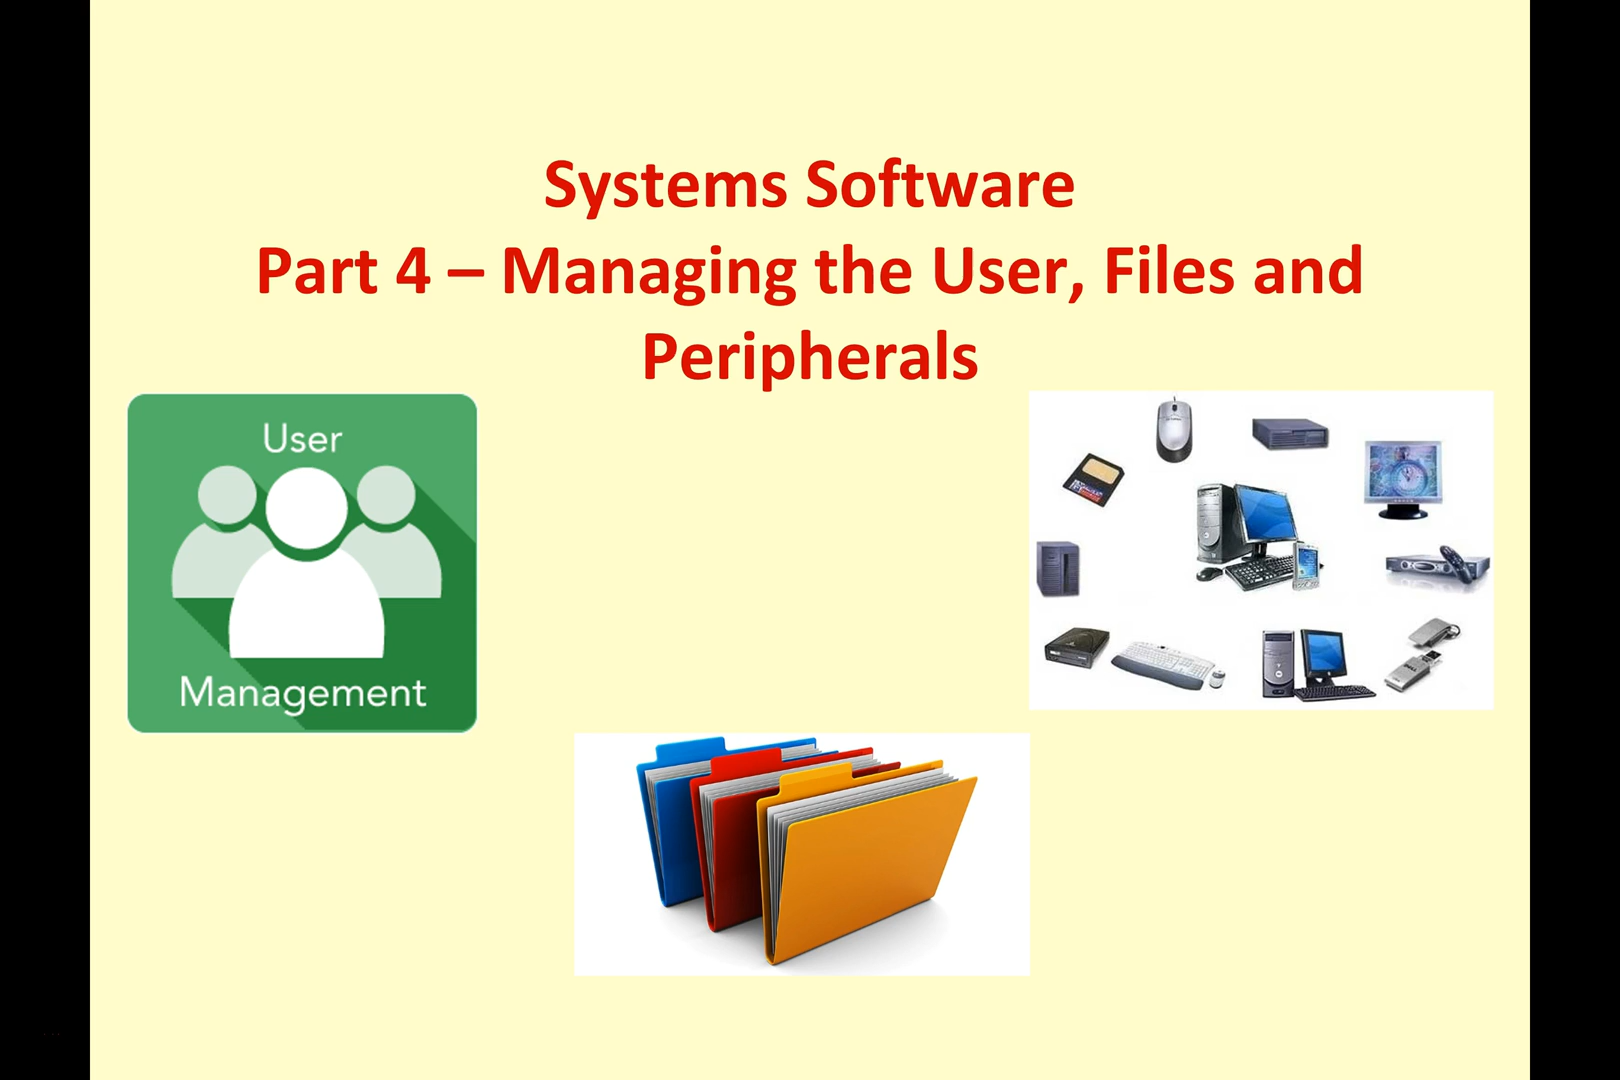 Systems Software
Part 4 – Managing the User, Files and
Peripherals
User
Management